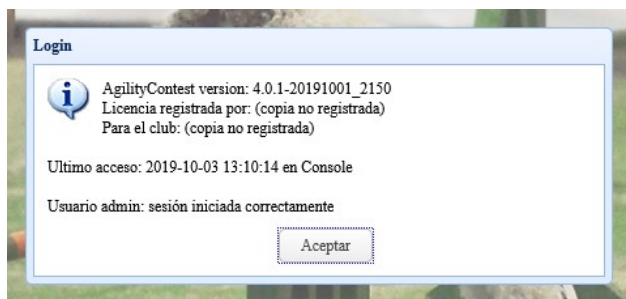 Login
AgilityContest version: 4.0.1-20191001_2150
Licencia registrada por: (copia no registrada)
Para el club: (copia no registrada)
Ultimo acceso: 2019-10-03 13:10:14 en Console
Usuario admin: sesión iniciada correctamente
Aceptar